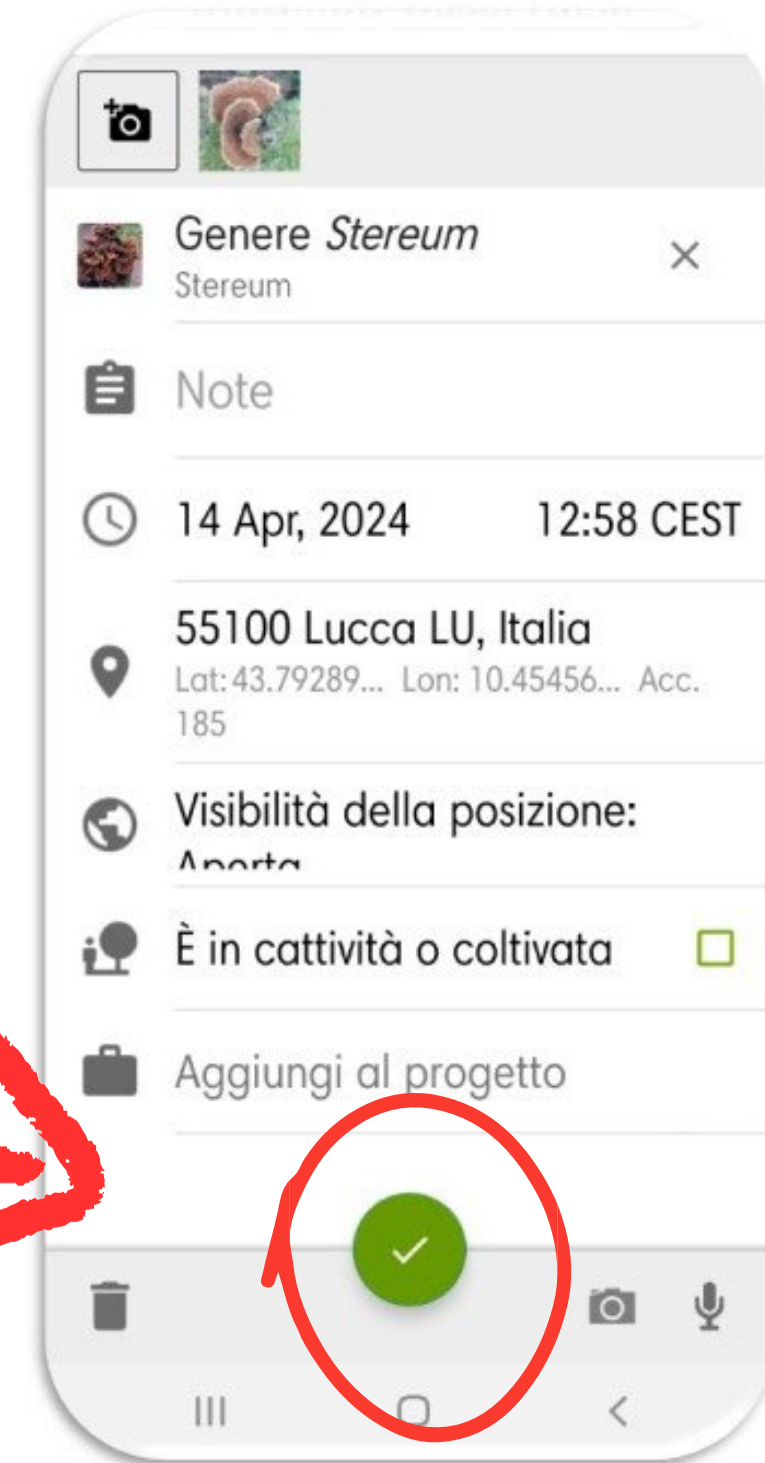 Genere Stereum
Stereum
Note
14 Apr, 2024 12:58 CEST
55100 Lucca LU, Italia
Lat: 43.79289... Lon: 10.45456... Acc.
185
Visibilità della posizione:
Aperta
È in cattività o coltivata
Aggiungi al progetto